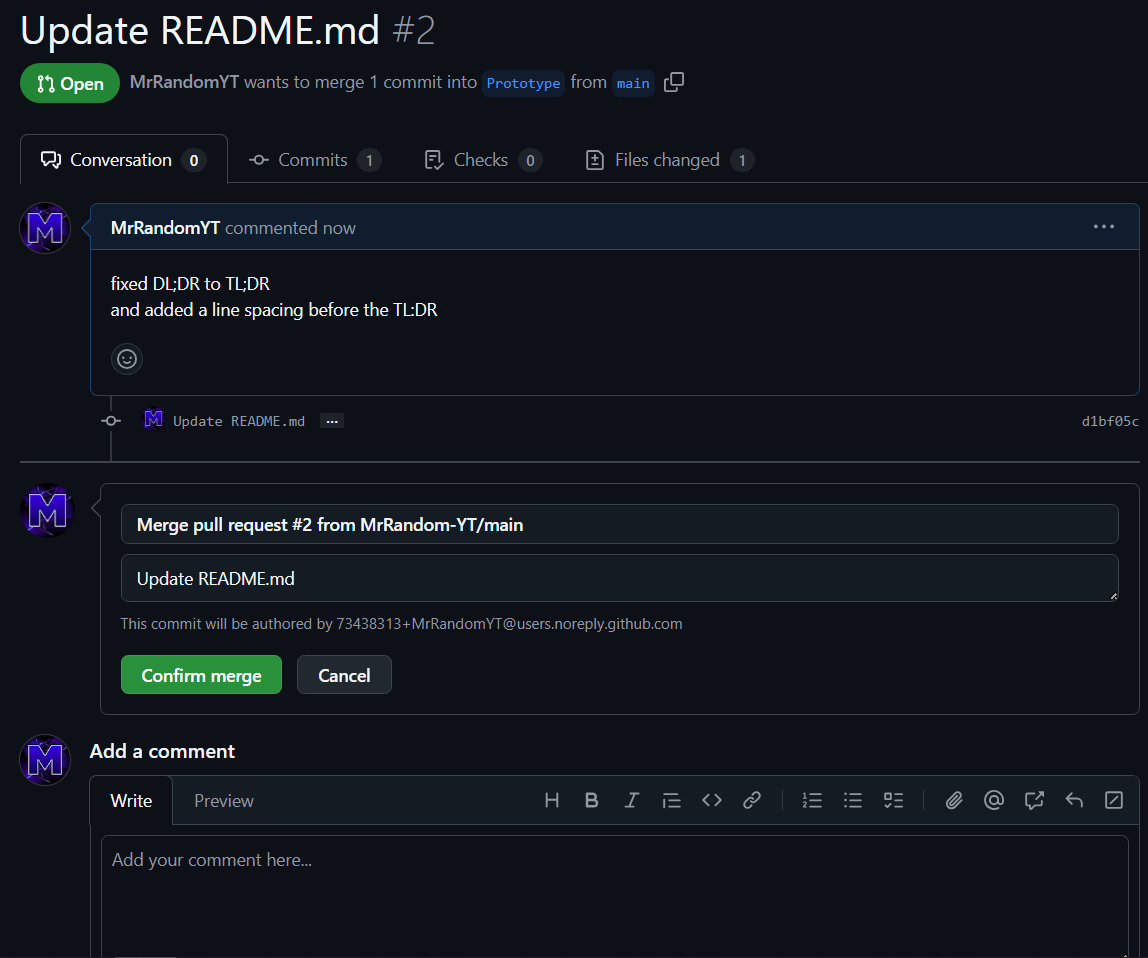 Update README.md #2
Open MrRandomYT wants to merge 1 commit into Prototype from main
Conversation 0 Commits 1 Checks 0 Files changed 1
MrRandomYT commented now
fixed DL;DR to TL;DR
and added a line spacing before the TL:DR
M Update README.md ... d1bf05c
M
Merge pull request #2 from MrRandom-YT/main
Update README.md
This commit will be authored by 73438313+MrRandomYT@users.noreply.github.com
Confirm merge Cancel
M
Add a comment
Write Preview
Add your comment here...